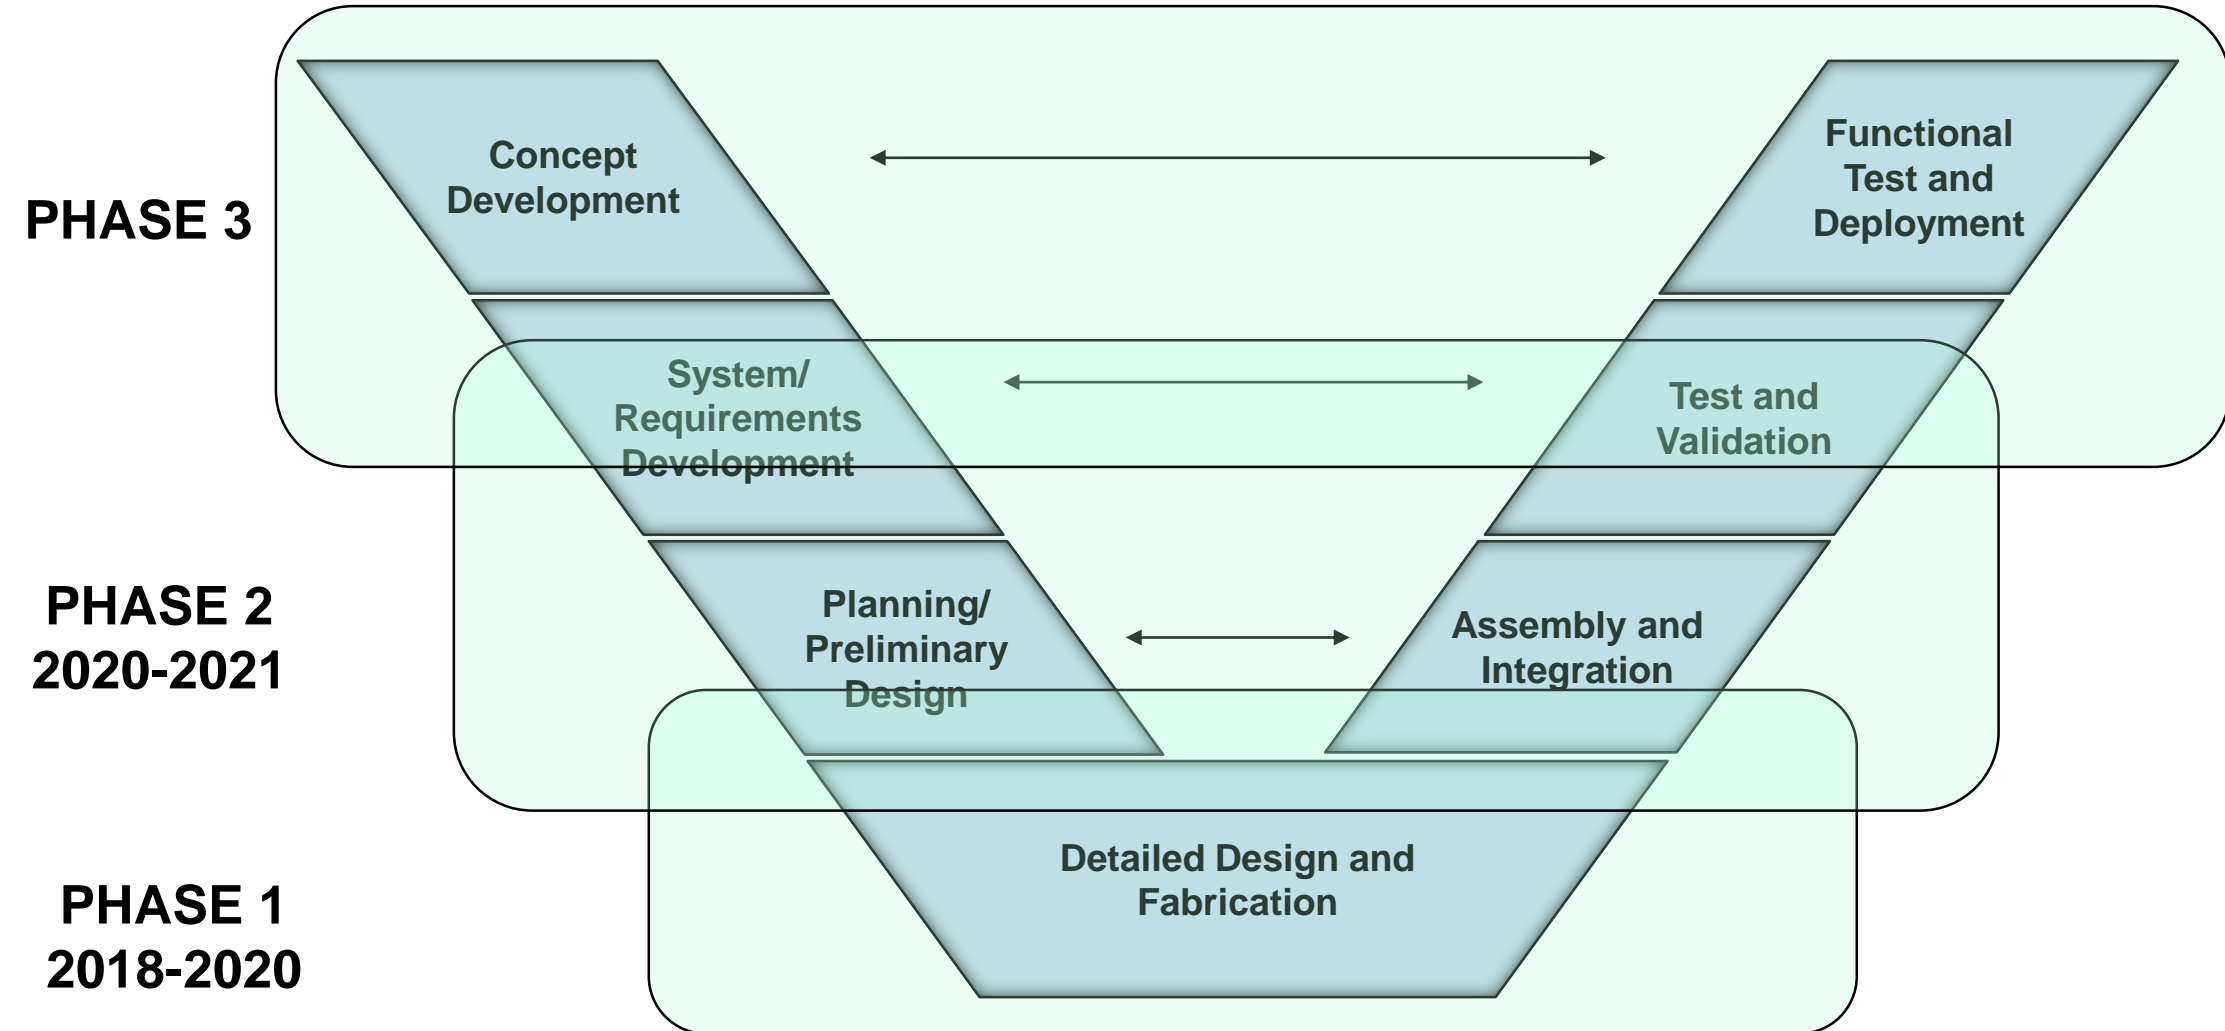 Concept
Development
Functional
Test and
Deployment
PHASE 3
System/
Requirements
Development
Test and
Validation
PHASE 2
2020-2021
Planning/
Preliminary
Design
Assembly and
Integration
PHASE 1
2018-2020
Detailed Design and
Fabrication